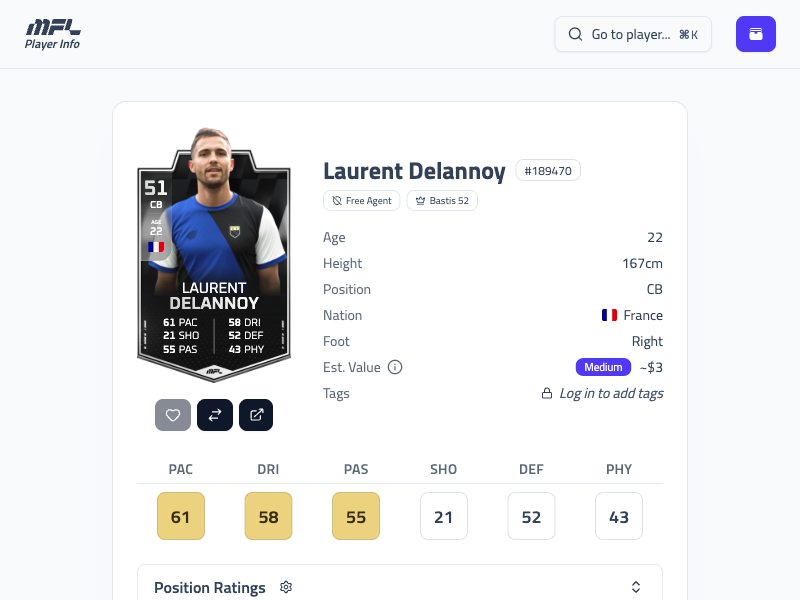 MFL
Player Info
Go to player... ⌘K
51
CB
AGE
22
LAURENT
DELANNOY
61 PAC 58 DRI
21 SHO 52 DEF
55 PAS 43 PHY
MFL
Laurent Delannoy #189470
Free Agent Bastis 52
Age 22
Height 167cm
Position CB
Nation France
Foot Right
Est. Value Medium ~$3
Tags Log in to add tags
PAC DRI PAS SHO DEF PHY
61 58 55 21 52 43
Position Ratings